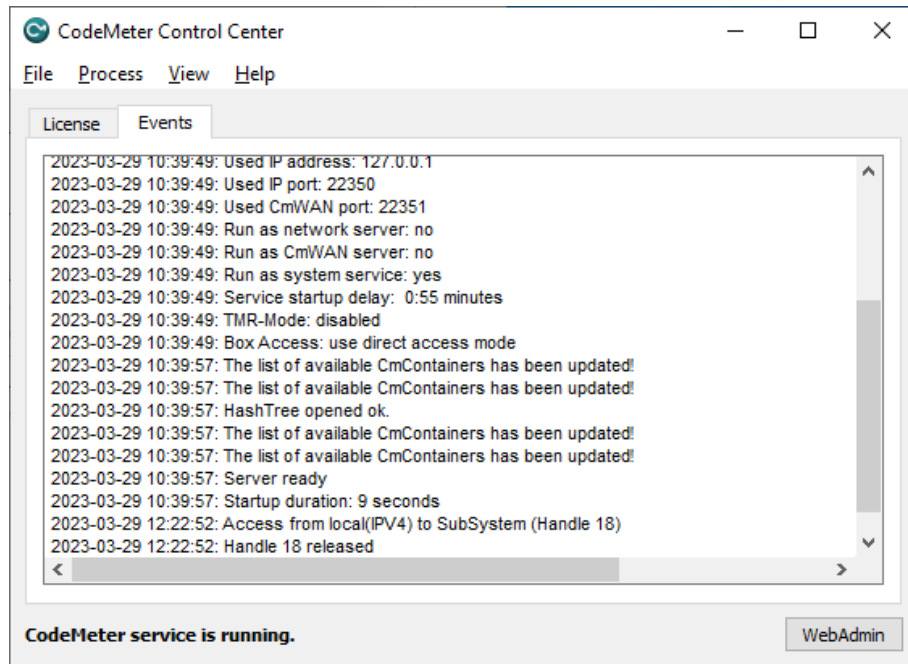 CodeMeter Control Center
File Process View Help
License Events
2023-03-29 10:39:49: Used IP address: 127.0.0.1
2023-03-29 10:39:49: Used IP port: 22350
2023-03-29 10:39:49: Used CmWAN port: 22351
2023-03-29 10:39:49: Run as network server: no
2023-03-29 10:39:49: Run as CmWAN server: no
2023-03-29 10:39:49: Run as system service: yes
2023-03-29 10:39:49: Service startup delay:  0:55 minutes
2023-03-29 10:39:49: TMR-Mode: disabled
2023-03-29 10:39:49: Box Access: use direct access mode
2023-03-29 10:39:57: The list of available CmContainers has been updated!
2023-03-29 10:39:57: The list of available CmContainers has been updated!
2023-03-29 10:39:57: HashTree opened ok.
2023-03-29 10:39:57: The list of available CmContainers has been updated!
2023-03-29 10:39:57: The list of available CmContainers has been updated!
2023-03-29 10:39:57: Server ready
2023-03-29 10:39:57: Startup duration: 9 seconds
2023-03-29 12:22:52: Access from local(IPV4) to SubSystem (Handle 18)
2023-03-29 12:22:52: Handle 18 released
CodeMeter service is running.
WebAdmin